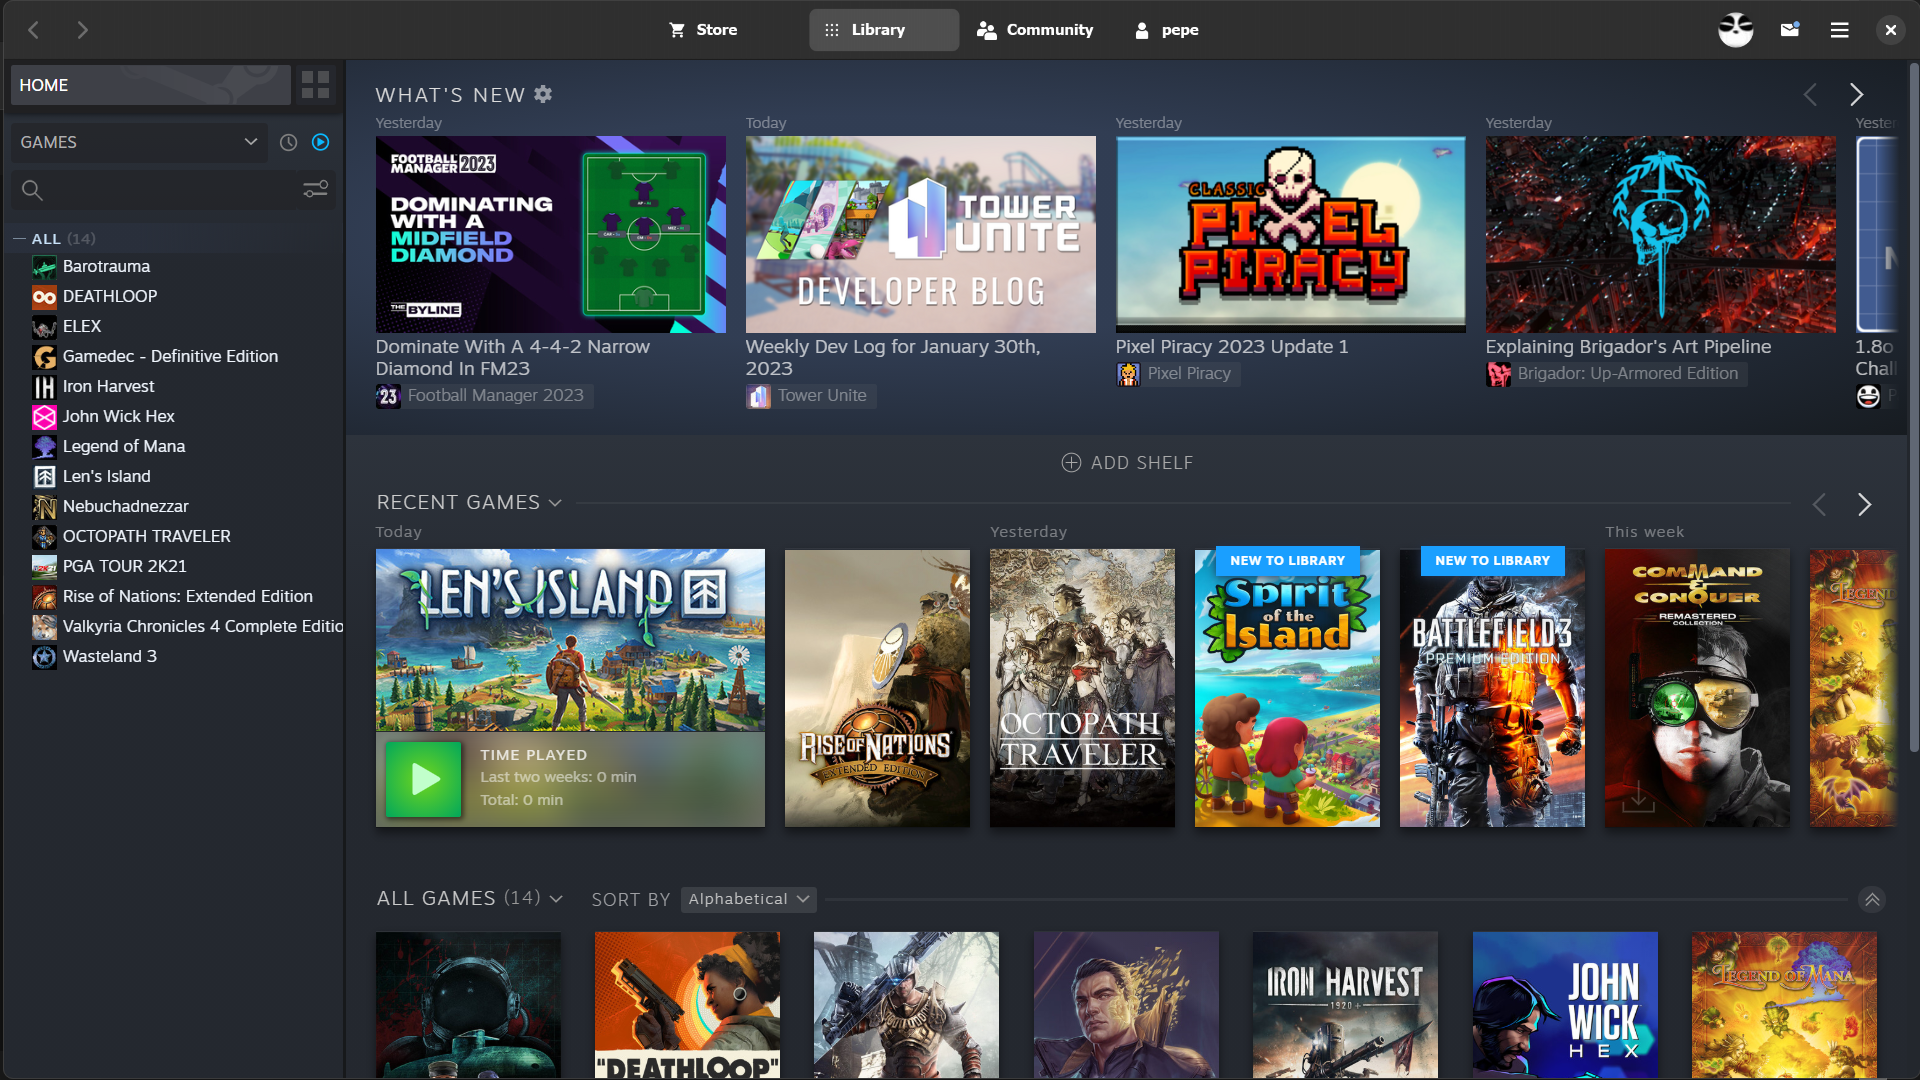 Store
Library
Community
pepe
HOME
GAMES
ALL (14)
Barotrauma
DEATHLOOP
ELEX
Gamedec - Definitive Edition
Iron Harvest
John Wick Hex
Legend of Mana
Len's Island
Nebuchadnezzar
OCTOPATH TRAVELER
PGA TOUR 2K21
Rise of Nations: Extended Edition
Valkyria Chronicles 4 Complete Editio
Wasteland 3
WHAT'S NEW
Yesterday
Today
Yesterday
Yesterday
Yester
FOOTBALL
MANAGER 2023
DOMINATING
WITH A
MIDFIELD
DIAMOND
THE BYLINE
TOWER
UNITE
DEVELOPER BLOG
CLASSIC
PIXEL
PIRACY
Dominate With A 4-4-2 Narrow
Diamond In FM23
23 Football Manager 2023
Weekly Dev Log for January 30th,
2023
Tower Unite
Pixel Piracy 2023 Update 1
Pixel Piracy
Explaining Brigador's Art Pipeline
Brigador: Up-Armored Edition
1.8o
Chall
P
ADD SHELF
RECENT GAMES
Today
Yesterday
This week
LEN'S ISLAND
TIME PLAYED
Last two weeks: 0 min
Total: 0 min
RISE OF NATIONS
EXTENDED EDITION
OCTOPATH
TRAVELER
NEW TO LIBRARY
Spirit
of the
Island
NEW TO LIBRARY
BATTLEFIELD 3
PREMIUM EDITION
COMMAND
&
CONQUER
REMASTERED
COLLECTION
LEGEND
ALL GAMES (14)
SORT BY Alphabetical
"DEATHLOOP"
IRON HARVEST
1920+
JOHN
WICK
HEX
LEGEND OF MANA